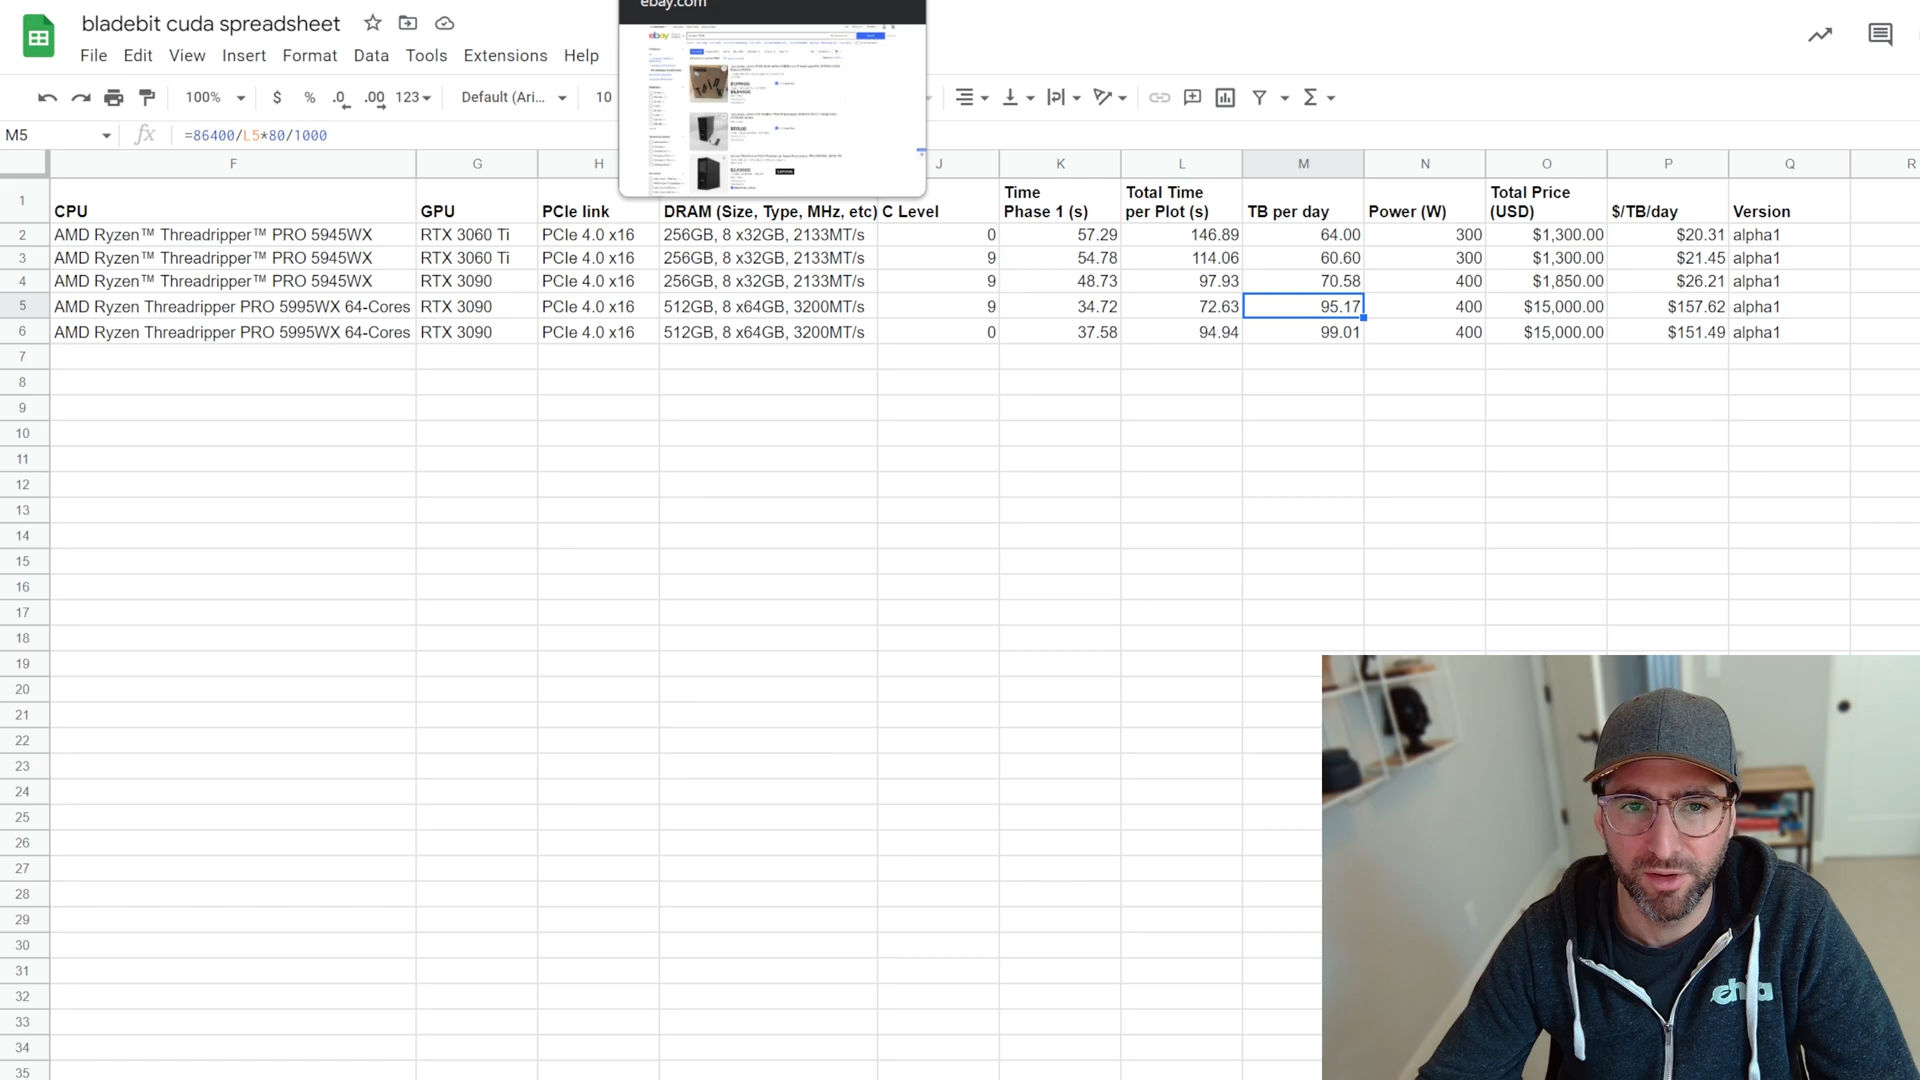 ebay.com
bladebit cuda spreadsheet
File Edit View Insert Format Data Tools Extensions Help
ebay
100% $ % .0 .00 123 Default (Ari... 10
M5 =86400/L5*80/1000
F G H J K L M N O P Q R
1 CPU GPU PCIe link DRAM (Size, Type, MHz, etc) C Level Time Phase 1 (s) Total Time per Plot (s) TB per day Power (W) Total Price (USD) $/TB/day Version
2 AMD Ryzen™ Threadripper™ PRO 5945WX RTX 3060 Ti PCIe 4.0 x16 256GB, 8 x32GB, 2133MT/s 0 57.29 146.89 64.00 300 $1,300.00 $20.31 alpha1
3 AMD Ryzen™ Threadripper™ PRO 5945WX RTX 3060 Ti PCIe 4.0 x16 256GB, 8 x32GB, 2133MT/s 9 54.78 114.06 60.60 300 $1,300.00 $21.45 alpha1
4 AMD Ryzen™ Threadripper™ PRO 5945WX RTX 3090 PCIe 4.0 x16 256GB, 8 x32GB, 2133MT/s 9 48.73 97.93 70.58 400 $1,850.00 $26.21 alpha1
5 AMD Ryzen Threadripper PRO 5995WX 64-Cores RTX 3090 PCIe 4.0 x16 512GB, 8 x64GB, 3200MT/s 9 34.72 72.63 95.17 400 $15,000.00 $157.62 alpha1
6 AMD Ryzen Threadripper PRO 5995WX 64-Cores RTX 3090 PCIe 4.0 x16 512GB, 8 x64GB, 3200MT/s 0 37.58 94.94 99.01 400 $15,000.00 $151.49 alpha1
7
8
9
10
11
12
13
14
15
16
17
18
19
20
21
22
23
24
25
26
27
28
29
30
31
32
33
34
35